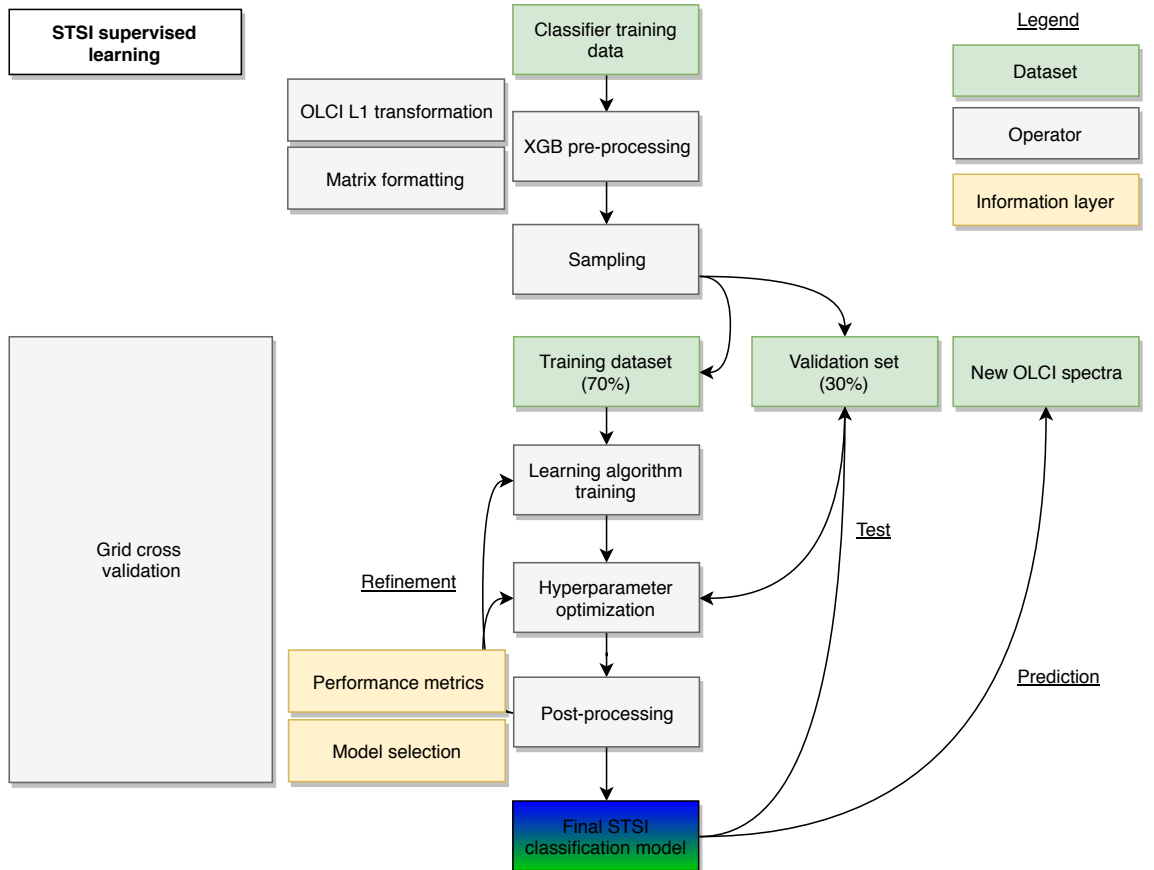 STSI supervised
learning
Classifier training
data
Legend
Dataset
OLCI L1 transformation
XGB pre-processing
Operator
Matrix formatting
Information layer
Sampling
Training dataset
(70%)
Validation set
(30%)
New OLCI spectra
Learning algorithm
training
Test
Grid cross
validation
Refinement
Hyperparameter
optimization
Performance metrics
Prediction
Post-processing
Model selection
Final STSI
classification model